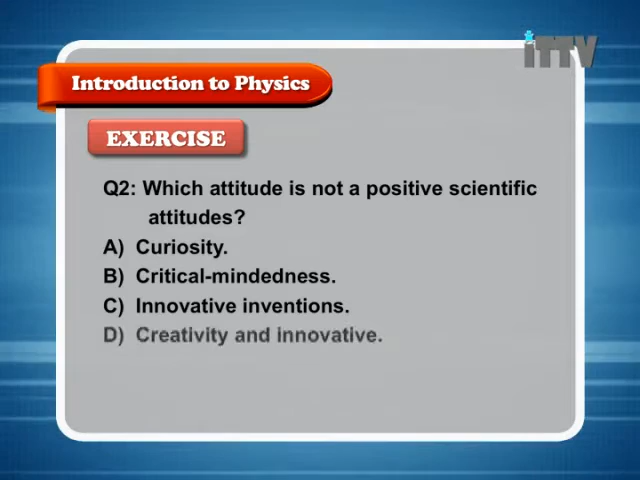 iTTV
Introduction to Physics
EXERCISE
Q2: Which attitude is not a positive scientific
attitudes?
A) Curiosity.
B) Critical-mindedness.
C) Innovative inventions.
D) Creativity and innovative.